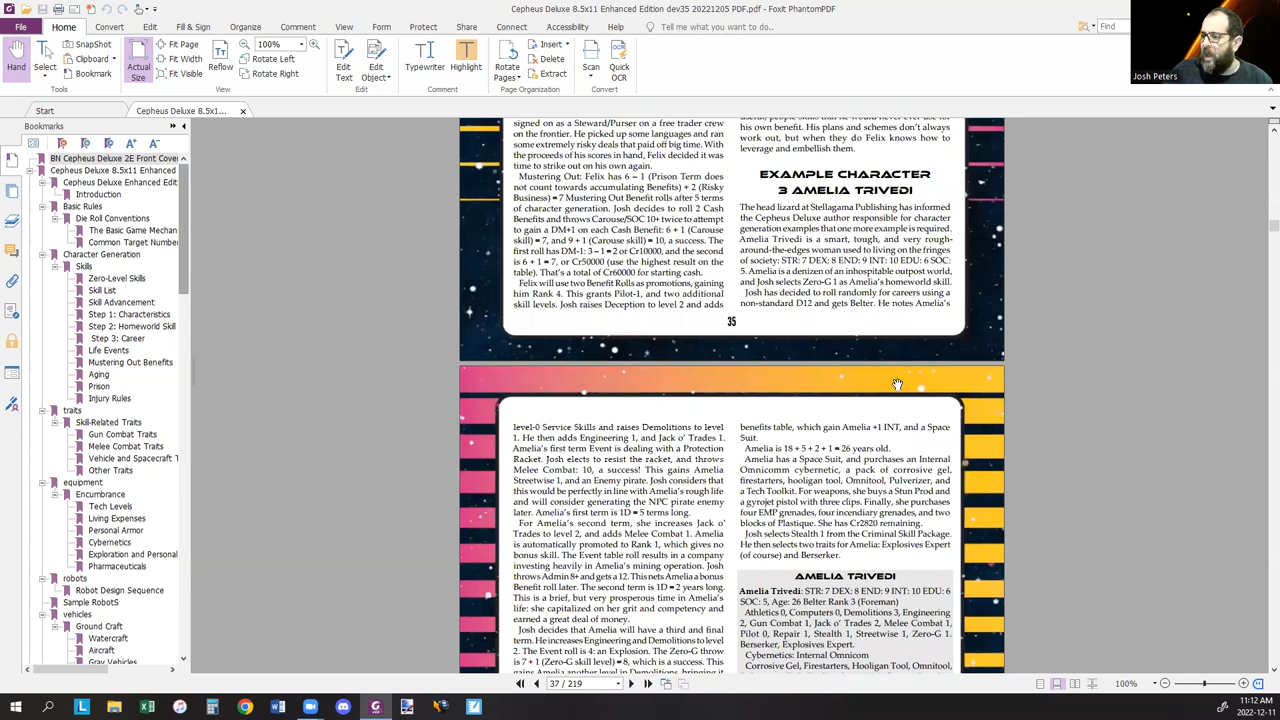 Cepheus Deluxe 8.5x11 Enhanced Edition dev35 20221205 PDF.pdf - Foxit PhantomPDF
File Home Convert Edit Fill & Sign Organize Comment View Form Protect Share Connect Accessibility Help Tell me what you want to do.. Find
Hand Select SnapShot Clipboard Bookmark Actual Size Fit Page Fit Width Fit Visible Reflow 100% Rotate Left Rotate Right Edit Text Edit Object Typewriter Highlight Rotate Pages Insert Delete Extract Scan Quick OCR
Tools View Edit Comment Page Organization Convert
Josh Peters
Start Cepheus Deluxe 8.5x11...
Bookmarks
BN Cepheus Deluxe 2E Front Cover
Cepheus Deluxe 8.5x11 Enhanced
Cepheus Deluxe Enhanced Edit
Introduction
Basic Rules
Die Roll Conventions
The Basic Game Mechan
Common Target Number
Character Generation
Skills
Zero-Level Skills
Skill List
Skill Advancement
Step 1: Characteristics
Step 2: Homeworld Skill
Step 3: Career
Life Events
Mustering Out Benefits
Aging
Prison
Injury Rules
traits
Skill-Related Traits
Gun Combat Traits
Melee Combat Traits
Vehicle and Spacecraft T
Other Traits
equipment
Encumbrance
Tech Levels
Living Expenses
Personal Armor
Cybernetics
Exploration and Personal
Pharmaceuticals
robots
Robot Design Sequence
Sample RobotS
vehicles
Ground Craft
Watercraft
Aircraft
Grav Vehicles
signed on as a Steward/Purser on a free trader crew
on the frontier. He picked up some languages and ran
some extremely risky deals that paid off big time. With
the proceeds of his scores in hand, Felix decided it was
time to strike out on his own again.
Mustering Out: Felix has 6 – 1 (Prison Term does
not count towards accumulating Benefits) + 2 (Risky
Business) = 7 Mustering Out Benefit rolls after 5 terms
of character generation. Josh decides to roll 2 Cash
Benefits and throws Carouse/SOC 10+ twice to attempt
to gain a DM+1 on each Cash Benefit: 6 + 1 (Carouse
skill) = 7, and 9 + 1 (Carouse skill) = 10, a success. The
first roll has DM-1: 3 – 1 = 2 or Cr10000, and the second
is 6 + 1 = 7, or Cr50000 (use the highest result on the
table). That's a total of Cr60000 for starting cash.
Felix will use two Benefit Rolls as promotions, gaining
him Rank 4. This grants Pilot-1, and two additional
skill levels. Josh raises Deception to level 2 and adds
useful, people skills that he would never use for
his own benefit. His plans and schemes don't always
work out, but when they do Felix knows how to
leverage and embellish them.
EXAMPLE CHARACTER
3 AMELIA TRIVEDI
The head lizard at Stellagama Publishing has informed
the Cepheus Deluxe author responsible for character
generation examples that one more example is required.
Amelia Trivedi is a smart, tough, and very rough-
around-the-edges woman used to living on the fringes
of society: STR: 7 DEX: 8 END: 9 INT: 10 EDU: 6 SOC:
5. Amelia is a denizen of an inhospitable outpost world,
and Josh selects Zero-G 1 as Amelia's homeworld skill.
Josh has decided to roll randomly for careers using a
non-standard D12 and gets Belter. He notes Amelia's
35
level-0 Service Skills and raises Demolitions to level
1. He then adds Engineering 1, and Jack o' Trades 1.
Amelia's first term Event is dealing with a Protection
Racket. Josh elects to resist the racket, and throws
Melee Combat: 10, a success! This gains Amelia
Streetwise 1, and an Enemy pirate. Josh considers that
this would be perfectly in line with Amelia's rough life
and will consider generating the NPC pirate enemy
later. Amelia's first term is 1D = 5 terms long.
For Amelia's second term, she increases Jack o'
Trades to level 2, and adds Melee Combat 1. Amelia
is automatically promoted to Rank 1, which gives no
bonus skill. The Event table roll results in a company
investing heavily in Amelia's mining operation. Josh
throws Admin 8+ and gets a 12. This nets Amelia a bonus
Benefit roll later. The second term is 1D = 2 years long.
This is a brief, but very prosperous time in Amelia's
life: she capitalized on her grit and competency and
earned a great deal of money.
Josh decides that Amelia will have a third and final
term. He increases Engineering and Demolitions to level
2. The Event roll is 4: an Explosion. The Zero-G throw
is 7 + 1 (Zero-G skill level) = 8, which is a success. This
gains Amelia another level in Demolitions, bringing it
benefits table, which gain Amelia +1 INT, and a Space
Suit.
Amelia is 18 + 5 + 2 + 1 = 26 years old.
Amelia has a Space Suit, and purchases an Internal
Omnicomm cybernetic, a pack of corrosive gel,
firestarters, hooligan tool, Omnitool, Pulverizer, and
a Tech Toolkit. For weapons, she buys a Stun Prod and
a gyrojet pistol with three clips. Finally, she purchases
four EMP grenades, four incendiary grenades, and two
blocks of Plastique. She has Cr2820 remaining.
Josh selects Stealth 1 from the Criminal Skill Package.
He then selects two traits for Amelia: Explosives Expert
(of course) and Berserker.
AMELIA TRIVEDI
Amelia Trivedi: STR: 7 DEX: 8 END: 9 INT: 10 EDU: 6
SOC: 5, Age: 26 Belter Rank 3 (Foreman)
Athletics 0, Computers 0, Demolitions 3, Engineering
2, Gun Combat 1, Jack o' Trades 2, Melee Combat 1,
Pilot 0, Repair 1, Stealth 1, Streetwise 1, Zero-G 1.
Berserker, Explosives Expert.
Cybernetics: Internal Omnicom
Corrosive Gel, Firestarters, Hooligan Tool, Omnitool,
37 / 219 100%
11:12 AM
2022-12-11